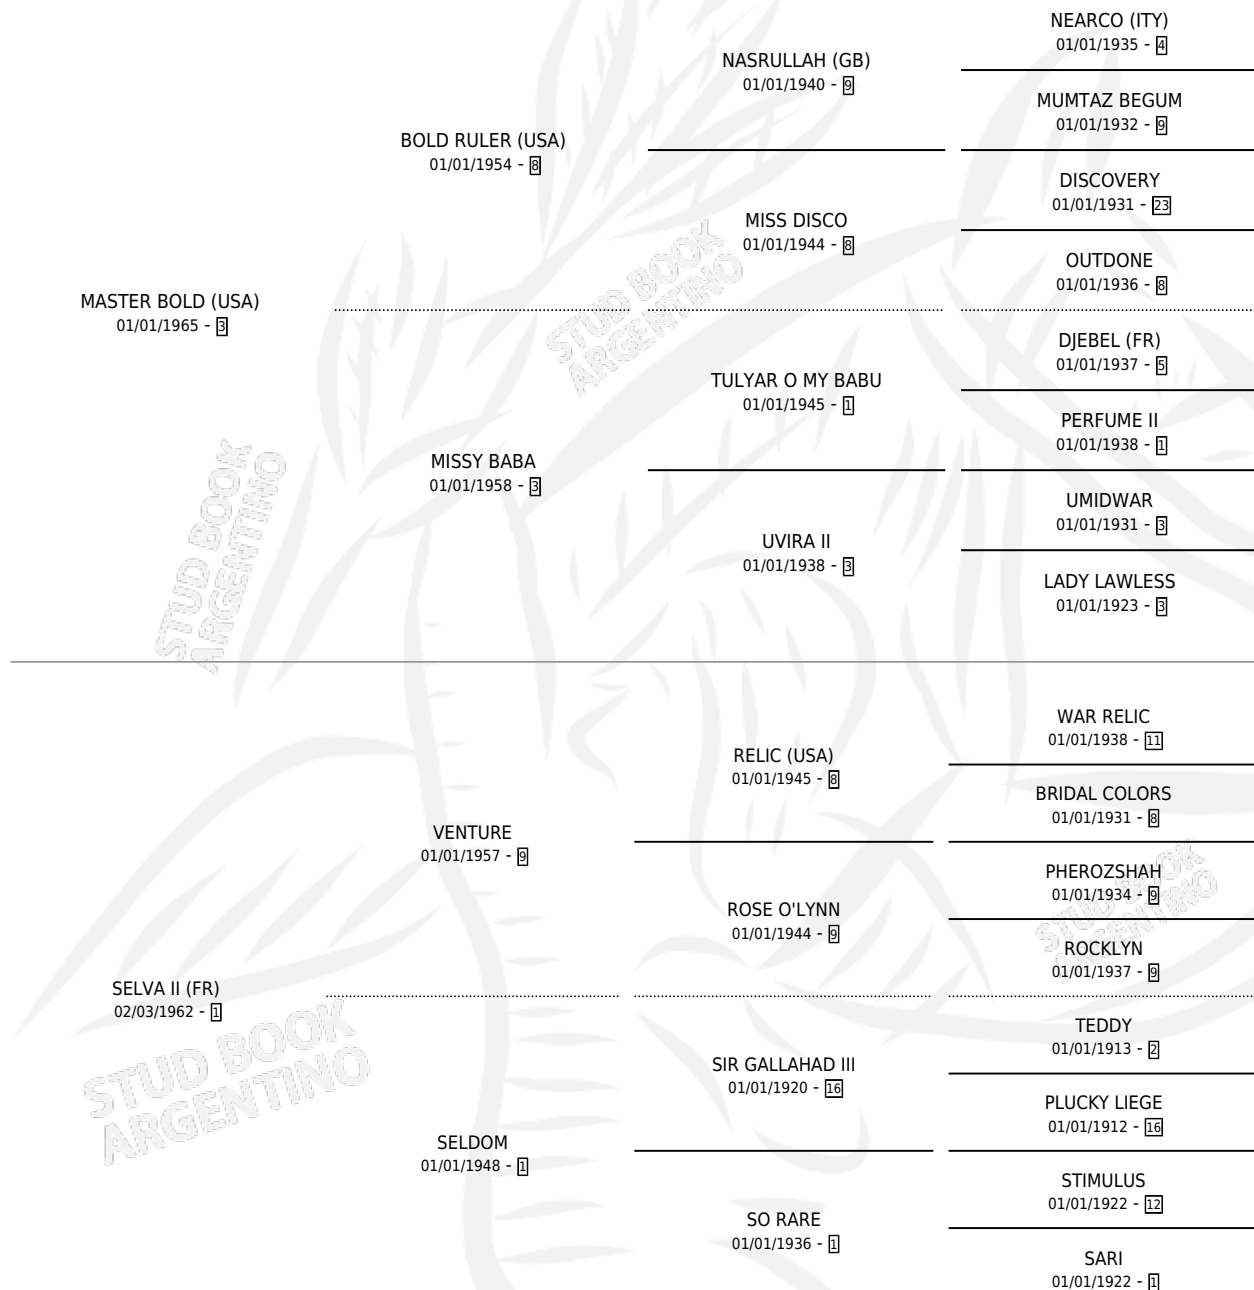 NEARCO (ITY)
01/01/1935 - 4
NASRULLAH (GB)
01/01/1940 - 9
MUMTAZ BEGUM
01/01/1932 - 9
BOLD RULER (USA)
01/01/1954 - 8
DISCOVERY
01/01/1931 - 23
MISS DISCO
01/01/1944 - 8
OUTDONE
01/01/1936 - 8
MASTER BOLD (USA)
01/01/1965 - 3
DJEBEL (FR)
01/01/1937 - 5
TULYAR O MY BABU
01/01/1945 - 1
PERFUME II
01/01/1938 - 1
MISSY BABA
01/01/1958 - 3
UMIDWAR
01/01/1931 - 3
UVIRA II
01/01/1938 - 3
LADY LAWLESS
01/01/1923 - 3
WAR RELIC
01/01/1938 - 11
RELIC (USA)
01/01/1945 - 8
BRIDAL COLORS
01/01/1931 - 8
VENTURE
01/01/1957 - 9
PHEROZSHAH
01/01/1934 - 9
ROSE O'LYNN
01/01/1944 - 9
ROCKLYN
01/01/1937 - 9
SELVA II (FR)
02/03/1962 - 1
TEDDY
01/01/1913 - 2
SIR GALLAHAD III
01/01/1920 - 16
PLUCKY LIEGE
01/01/1912 - 16
SELDOM
01/01/1948 - 1
STIMULUS
01/01/1922 - 12
SO RARE
01/01/1936 - 1
SARI
01/01/1922 - 1
STUD BOOK
ARGENTINO
STUD BOOK
ARGENTINO
STUD BOOK
ARGENTINO
STUD BOOK
ARGENTINO